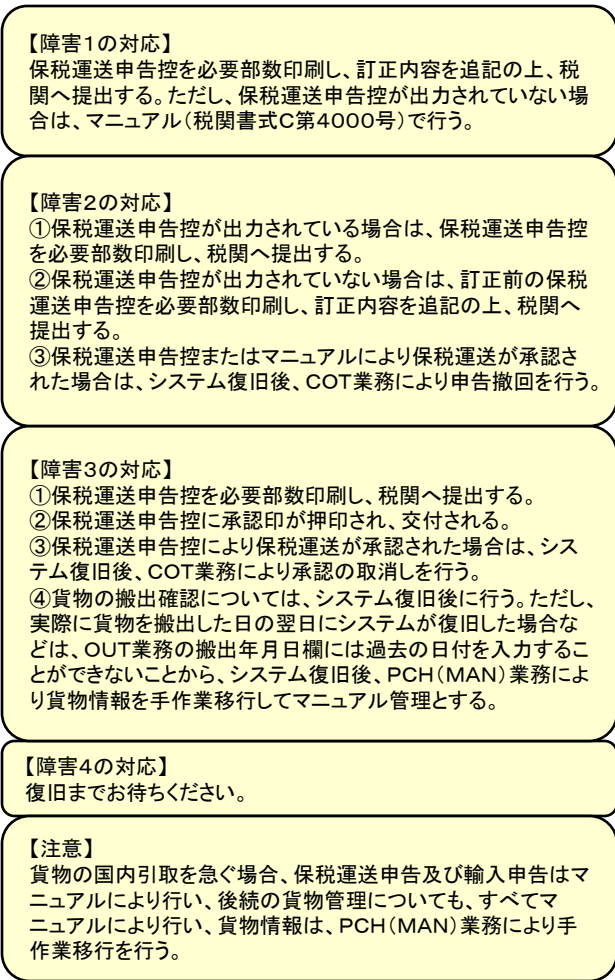 【障害1の対応】
保税運送申告控を必要部数印刷し、訂正内容を追記の上、税
関へ提出する。ただし、保税運送申告控が出力されていない場
合は、マニュアル(税関書式C第4000号)で行う。
【障害2の対応】
①保税運送申告控が出力されている場合は、保税運送申告控
を必要部数印刷し、税関へ提出する。
②保税運送申告控が出力されていない場合は、訂正前の保税
運送申告控を必要部数印刷し、訂正内容を追記の上、税関へ
提出する。
③保税運送申告控またはマニュアルにより保税運送が承認さ
れた場合は、システム復旧後、COT業務により申告撤回を行う。
【障害3の対応】
①保税運送申告控を必要部数印刷し、税関へ提出する。
②保税運送申告控に承認印が押印され、交付される。
③保税運送申告控により保税運送が承認された場合は、シス
テム復旧後、COT業務により承認の取消しを行う。
④貨物の搬出確認については、システム復旧後に行う。ただし、
実際に貨物を搬出した日の翌日にシステムが復旧した場合な
どは、OUT業務の搬出年月日欄には過去の日付を入力するこ
とができないことから、システム復旧後、PCH(MAN)業務によ
り貨物情報を手作業移行してマニュアル管理とする。
【障害4の対応】
復旧までお待ちください。
【注意】
貨物の国内引取を急ぐ場合、保税運送申告及び輸入申告はマ
ニュアルにより行い、後続の貨物管理についても、すべてマ
ニュアルにより行い、貨物情報は、PCH(MAN)業務により手
作業移行を行う。